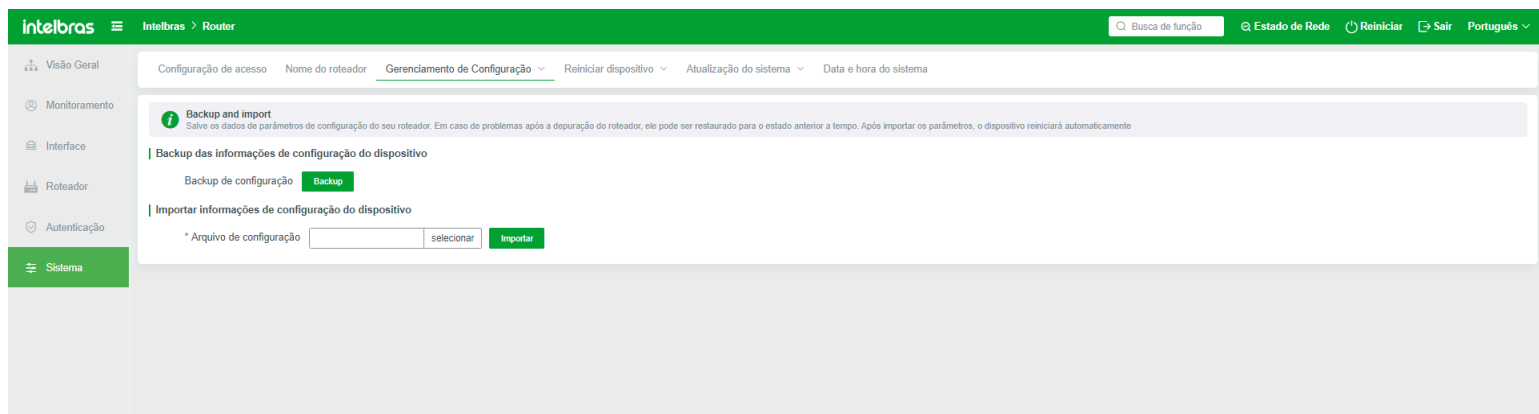 intelbras
Intelbras > Router
Busca de função
Estado de Rede
Reiniciar
Sair
Português
Visão Geral
Monitoramento
Interface
Roteador
Autenticação
Sistema
Configuração de acesso
Nome do roteador
Gerenciamento de Configuração
Reiniciar dispositivo
Atualização do sistema
Data e hora do sistema
Backup and import
Salve os dados de parâmetros de configuração do seu roteador. Em caso de problemas após a depuração do roteador, ele pode ser restaurado para o estado anterior a tempo. Após importar os parâmetros, o dispositivo reiniciará automaticamente
Backup das informações de configuração do dispositivo
Backup de configuração
Backup
Importar informações de configuração do dispositivo
* Arquivo de configuração
selecionar
Importar